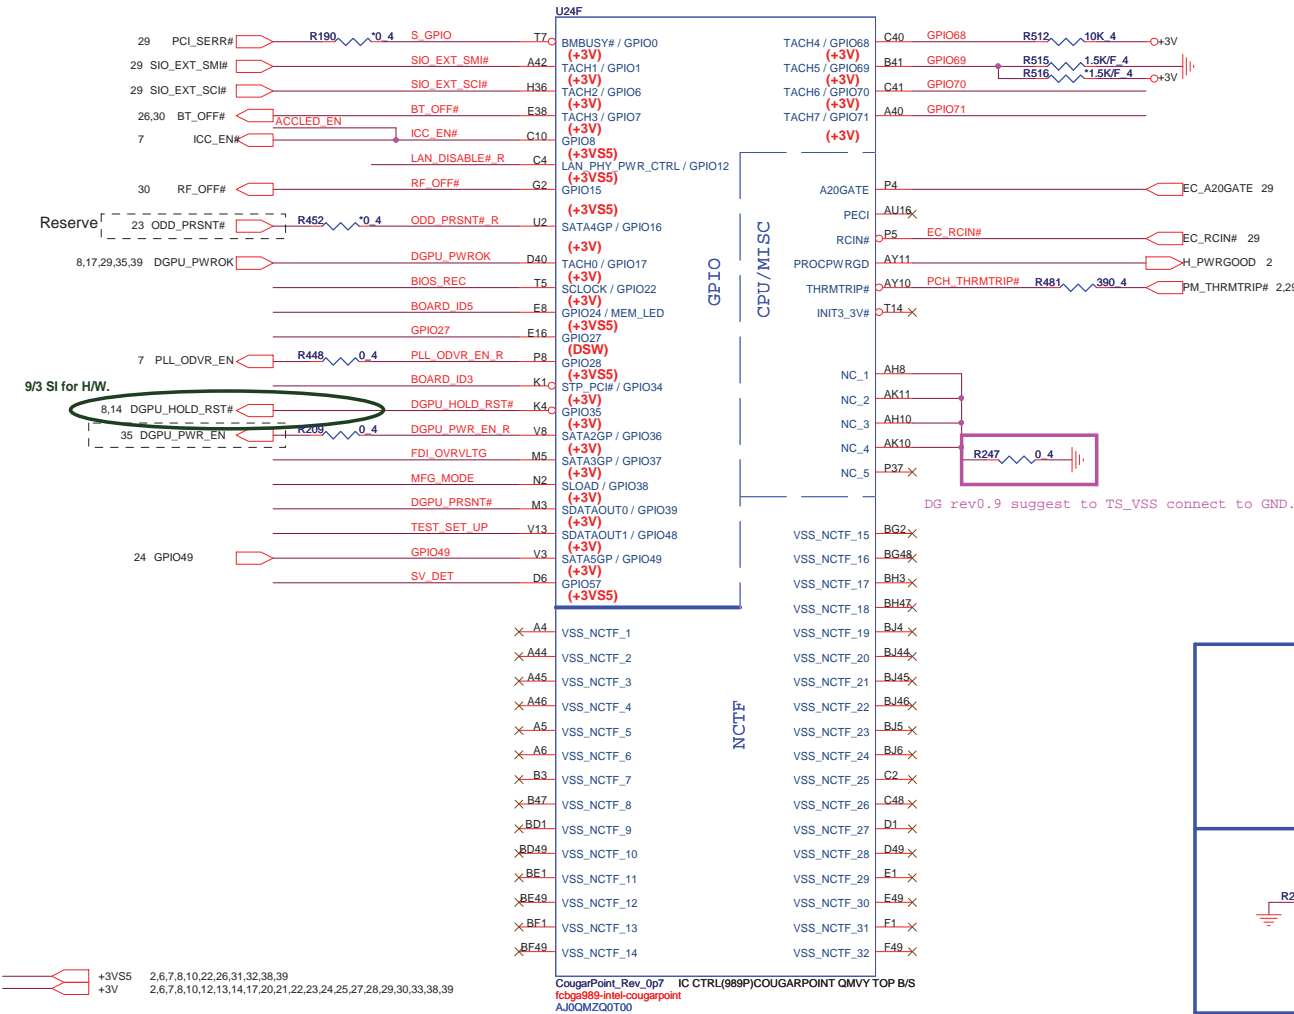 U24F
29 PCI_SERR# R190 *0_4 S_GPIO T7 BMBUSY# / GPIO0 (+3V)
29 SIO_EXT_SMI# SIO_EXT_SMI# A42 TACH1 / GPIO1 (+3V)
29 SIO_EXT_SCI# SIO_EXT_SCI# H36 TACH2 / GPIO6 (+3V)
26,30 BT_OFF# BT_OFF# E38 TACH3 / GPIO7 (+3V)
ACCLED_EN
7 ICC_EN# ICC_EN# C10 GPIO8 (+3VS5)
LAN_DISABLE#_R C4 LAN_PHY_PWR_CTRL / GPIO12 (+3VS5)
30 RF_OFF# RF_OFF# G2 GPIO15 (+3VS5)
Reserve 23 ODD_PRSNT# R452 *0_4 ODD_PRSNT#_R U2 SATA4GP / GPIO16 (+3V)
8,17,29,35,39 DGPU_PWROK DGPU_PWROK D40 TACH0 / GPIO17 (+3V)
BIOS_REC T5 SCLOCK / GPIO22 (+3V)
BOARD_ID5 E8 GPIO24 / MEM_LED (+3VS5)
GPIO27 E16 GPIO27 (DSW)
7 PLL_ODVR_EN R448 0_4 PLL_ODVR_EN_R P8 GPIO28 (+3VS5)
9/3 SI for H/W.
BOARD_ID3 K1 STP_PCI# / GPIO34 (+3V)
8,14 DGPU_HOLD_RST# DGPU_HOLD_RST# K4 GPIO35 (+3V)
35 DGPU_PWR_EN R209 0_4 DGPU_PWR_EN_R V8 SATA2GP / GPIO36 (+3V)
FDI_OVRVLTG M5 SATA3GP / GPIO37 (+3V)
MFG_MODE N2 SLOAD / GPIO38 (+3V)
DGPU_PRSNT# M3 SDATAOUT0 / GPIO39 (+3V)
TEST_SET_UP V13 SDATAOUT1 / GPIO48 (+3V)
24 GPIO49 GPIO49 V3 SATA5GP / GPIO49 (+3V)
SV_DET D6 GPIO57 (+3VS5)
A4 VSS_NCTF_1
A44 VSS_NCTF_2
A45 VSS_NCTF_3
A46 VSS_NCTF_4
A5 VSS_NCTF_5
A6 VSS_NCTF_6
B3 VSS_NCTF_7
B47 VSS_NCTF_8
BD1 VSS_NCTF_9
BD49 VSS_NCTF_10
BE1 VSS_NCTF_11
BE49 VSS_NCTF_12
BF1 VSS_NCTF_13
BF49 VSS_NCTF_14
GPIO
CPU/MISC
NCTF
TACH4 / GPIO68 (+3V) C40 GPIO68 R512 10K_4 +3V
TACH5 / GPIO69 (+3V) B41 GPIO69 R515 1.5K/F_4
R516 *1.5K/F_4 +3V
TACH6 / GPIO70 (+3V) C41 GPIO70
TACH7 / GPIO71 (+3V) A40 GPIO71
A20GATE P4 EC_A20GATE 29
PECI AU16
RCIN# P5 EC_RCIN# EC_RCIN# 29
PROCPWRGD AY11 H_PWRGOOD 2
THRMTRIP# AY10 PCH_THRMTRIP# R481 390_4 PM_THRMTRIP# 2,29
INIT3_3V# T14
NC_1 AH8
NC_2 AK11
NC_3 AH10
NC_4 AK10
R247 0_4
NC_5 P37
DG rev0.9 suggest to TS_VSS connect to GND.
VSS_NCTF_15 BG2
VSS_NCTF_16 BG48
VSS_NCTF_17 BH3
VSS_NCTF_18 BH47
VSS_NCTF_19 BJ4
VSS_NCTF_20 BJ44
VSS_NCTF_21 BJ45
VSS_NCTF_22 BJ46
VSS_NCTF_23 BJ5
VSS_NCTF_24 BJ6
VSS_NCTF_25 C2
VSS_NCTF_26 C48
VSS_NCTF_27 D1
VSS_NCTF_28 D49
VSS_NCTF_29 E1
VSS_NCTF_30 E49
VSS_NCTF_31 F1
VSS_NCTF_32 F49
+3VS5 2,6,7,8,10,22,26,31,32,38,39
+3V 2,6,7,8,10,12,13,14,17,20,21,22,23,24,25,27,28,29,30,33,38,39
CougarPoint_Rev_0p7 IC CTRL(989P)COUGARPOINT QMVY TOP B/S
fcbga989-intel-cougarpoint
AJ0QMZQ0T00